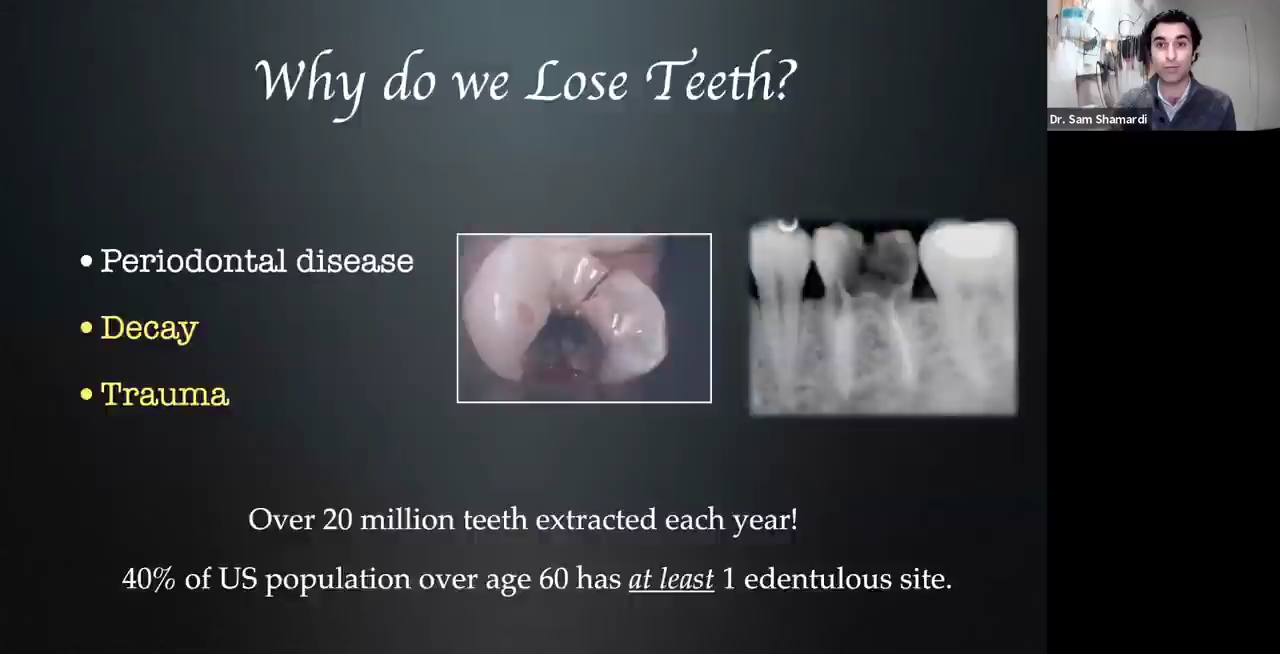 Why do we Lose Teeth?
Dr. Sam Shamardi
• Periodontal disease
• Decay
• Trauma
Over 20 million teeth extracted each year!
40% of US population over age 60 has at least 1 edentulous site.